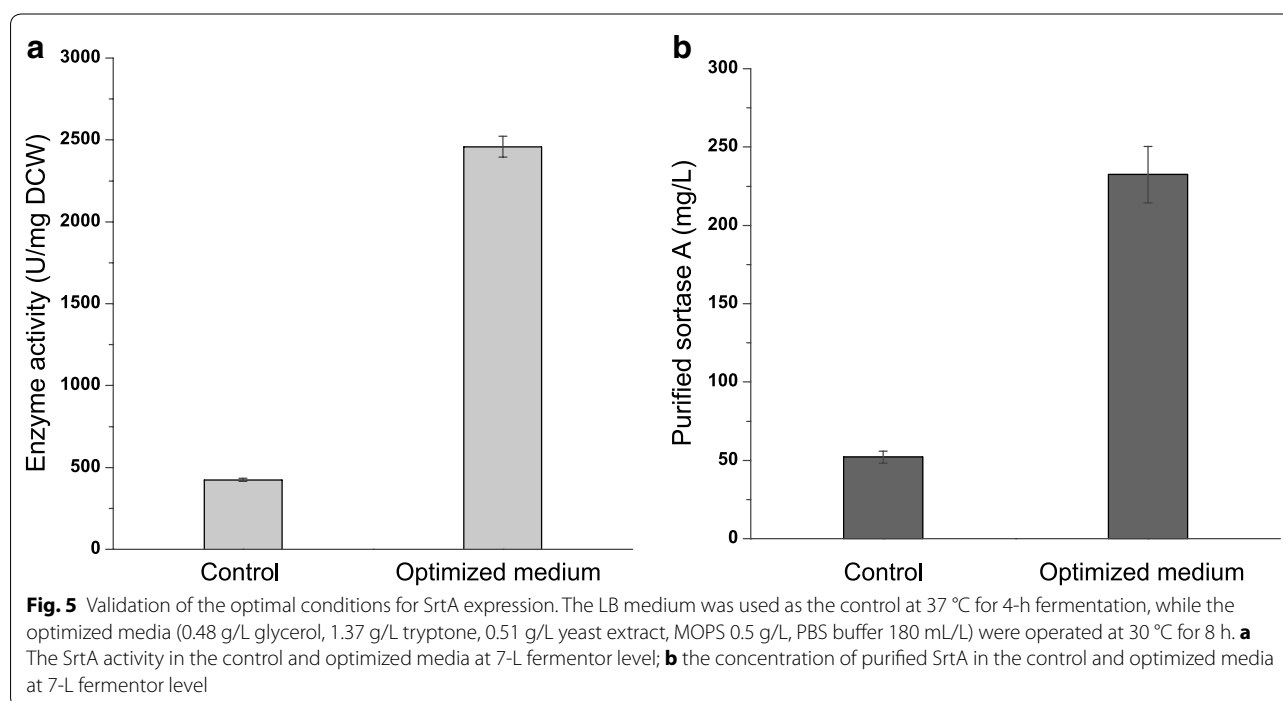 a
3000
2500
2000
1500
1000
500
0
Enzyme activity (U/mg DCW)
Control Optimized medium
b
300
250
200
150
100
50
0
Purified sortase A (mg/L)
Control Optimized medium
Fig. 5 Validation of the optimal conditions for SrtA expression. The LB medium was used as the control at 37 °C for 4-h fermentation, while the
optimized media (0.48 g/L glycerol, 1.37 g/L tryptone, 0.51 g/L yeast extract, MOPS 0.5 g/L, PBS buffer 180 mL/L) were operated at 30 °C for 8 h. a
The SrtA activity in the control and optimized media at 7-L fermentor level; b the concentration of purified SrtA in the control and optimized media
at 7-L fermentor level